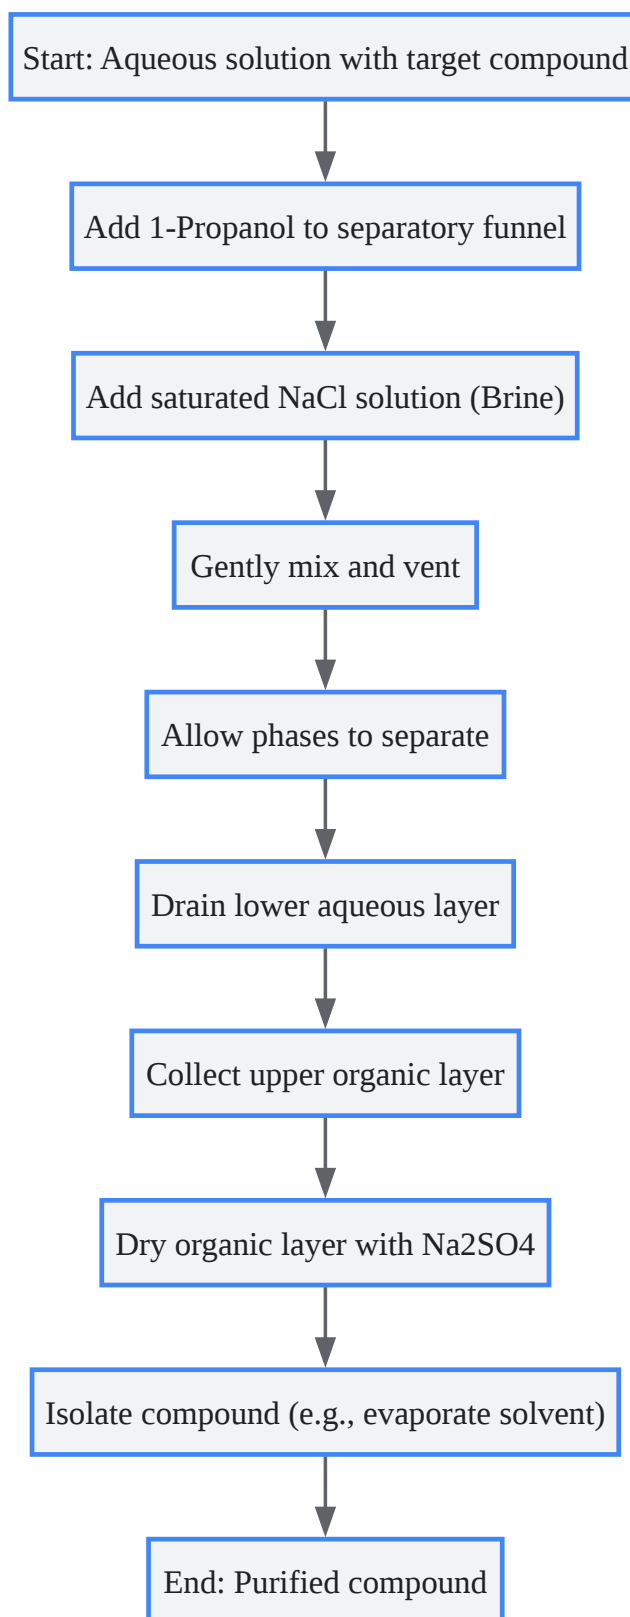 Start: Aqueous solution with target compound
Add 1-Propanol to separatory funnel
Add saturated NaCl solution (Brine)
Gently mix and vent
Allow phases to separate
Drain lower aqueous layer
Collect upper organic layer
Dry organic layer with Na2SO4
Isolate compound (e.g., evaporate solvent)
End: Purified compound